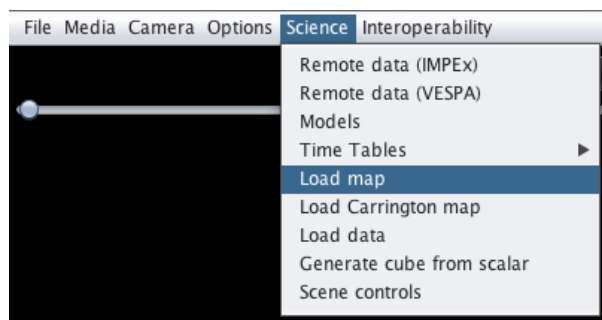 File Media Camera Options Science Interoperability
Remote data (IMPEx)
Remote data (VESPA)
Models
Time Tables
Load map
Load Carrington map
Load data
Generate cube from scalar
Scene controls